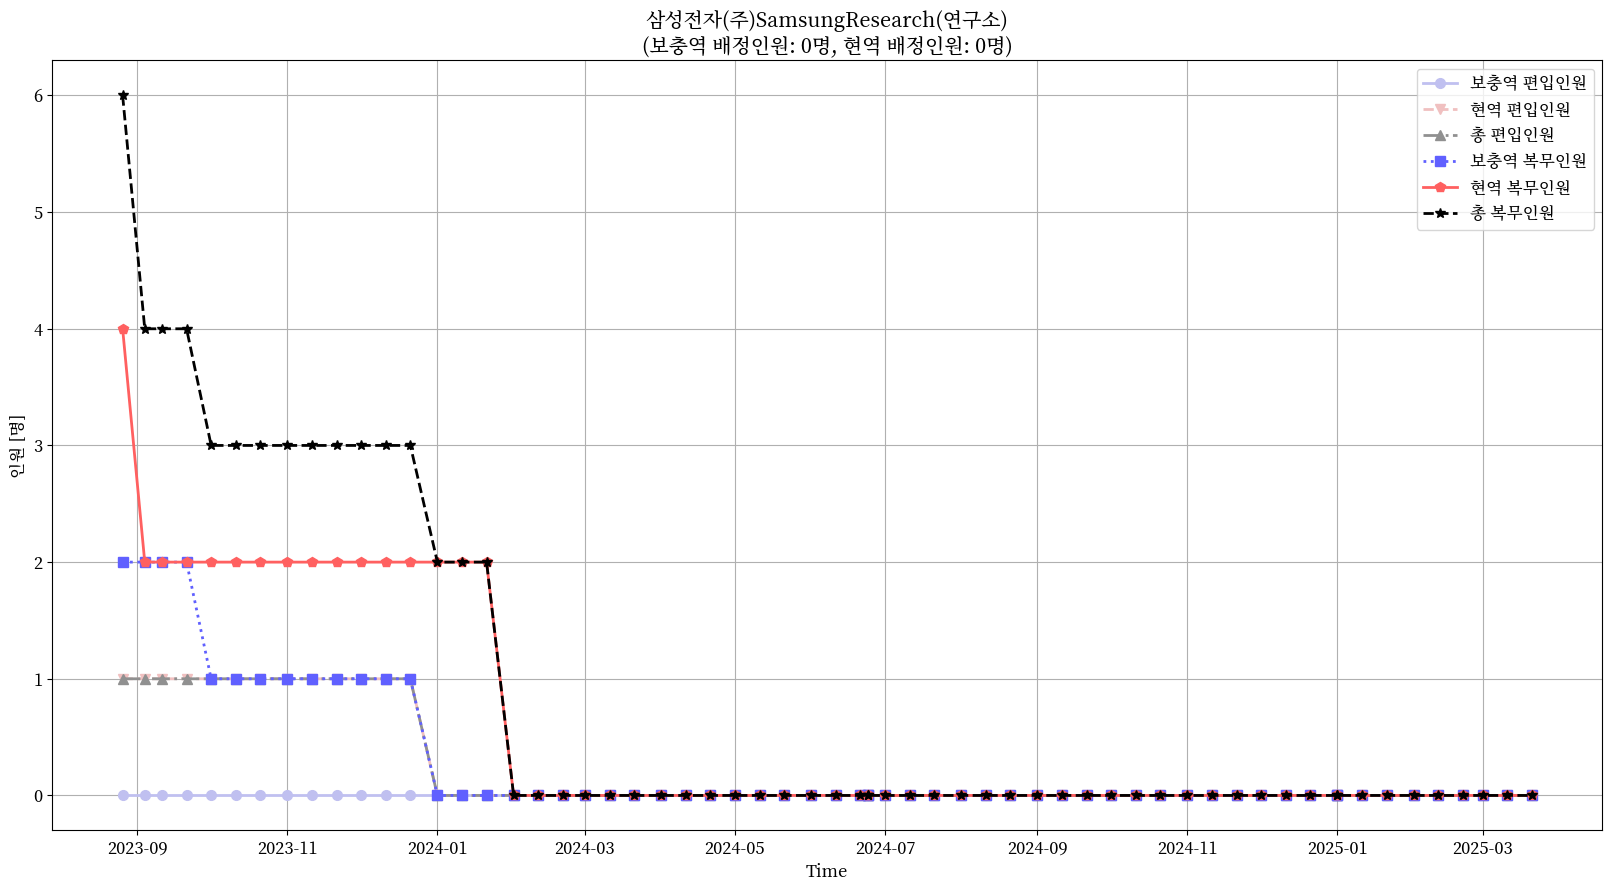 삼성전자(주)SamsungResearch(연구소)
(보충역 배정인원: 0명, 현역 배정인원: 0명)
보충역 편입인원
현역 편입인원
총 편입인원
보충역 복무인원
현역 복무인원
총 복무인원
인원 [명]
6
5
4
3
2
1
0
2023-09
2023-11
2024-01
2024-03
2024-05
2024-07
2024-09
2024-11
2025-01
2025-03
Time